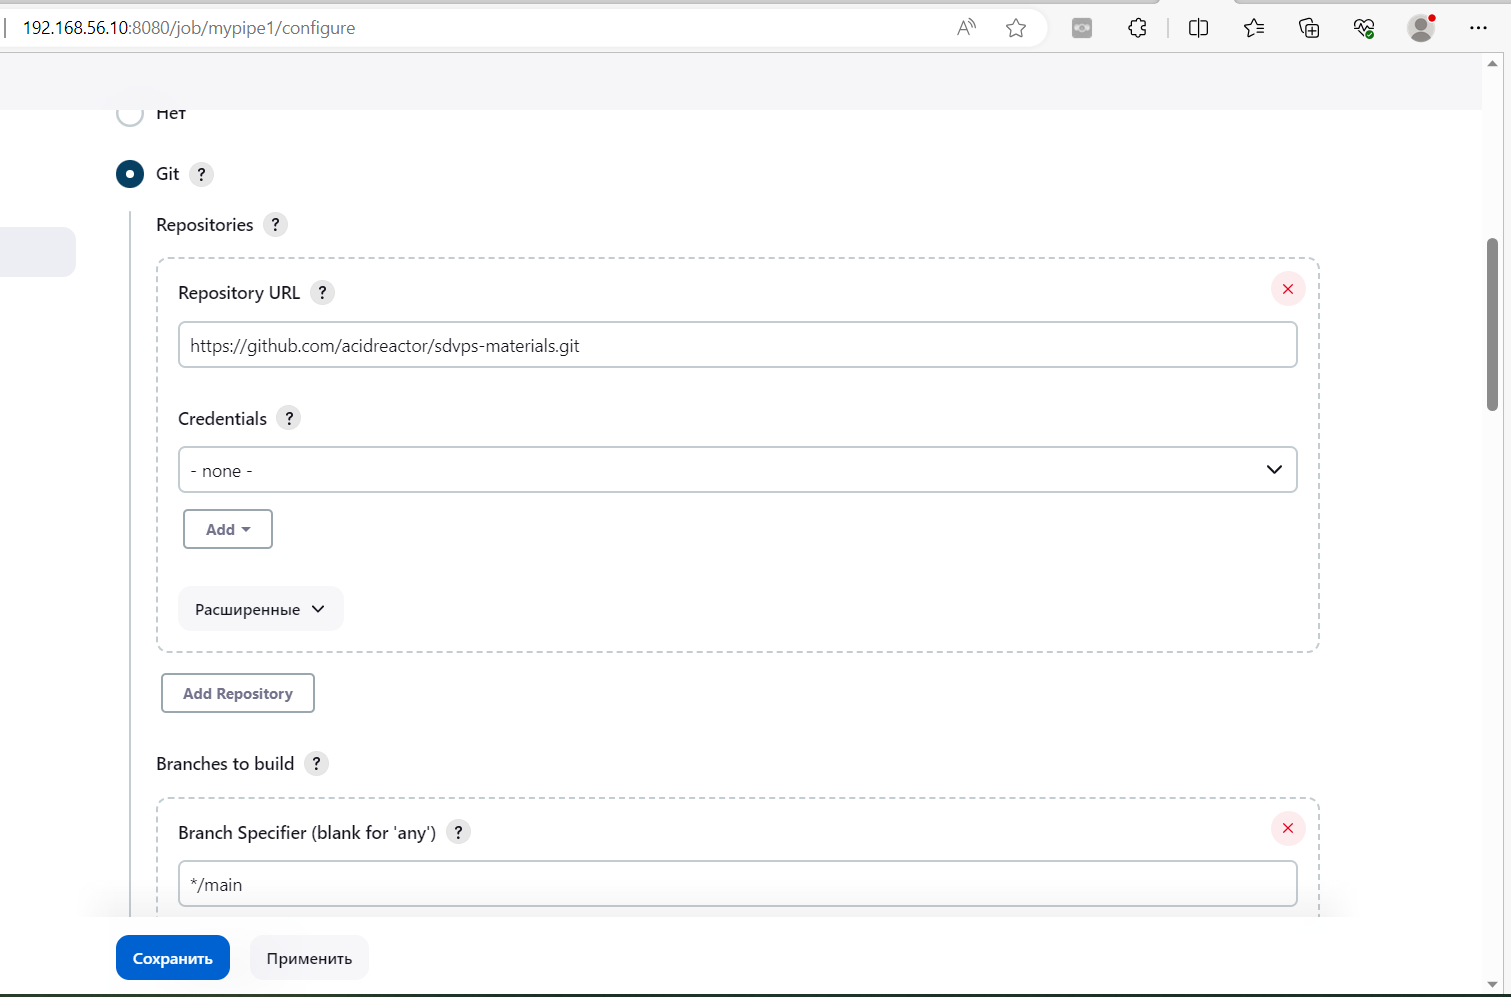 192.168.56.10:8080/job/mypipe1/configure
Нет
Git ?
Repositories ?
Repository URL ?
https://github.com/acidreactor/sdvps-materials.git
Credentials ?
- none -
Add
Расширенные
Add Repository
Branches to build ?
Branch Specifier (blank for 'any') ?
*/main
Сохранить Применить